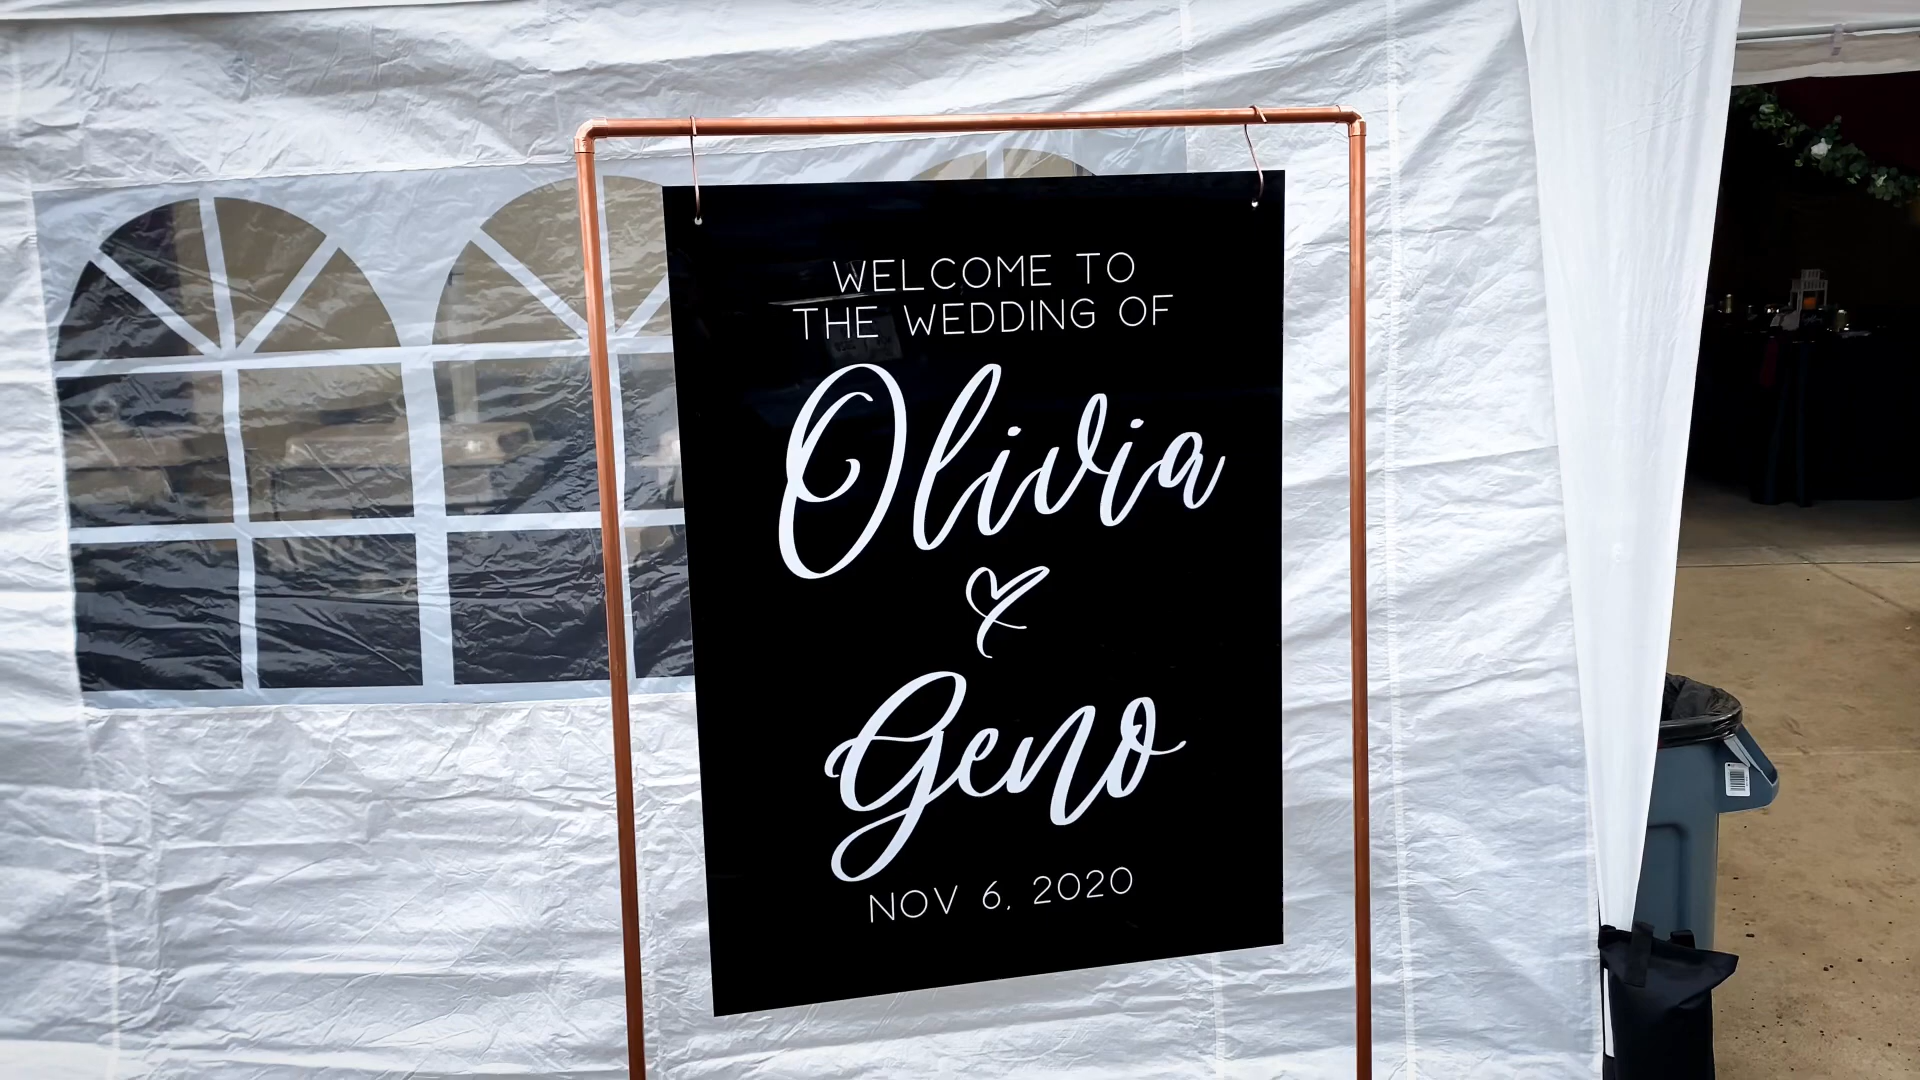 WELCOME TO
THE WEDDING OF
Olivia
&
Geno
NOV 6, 2020